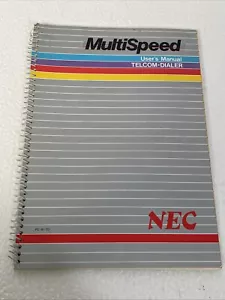 MultiSpeed
User's Manual
TELCOM-DIALER
NEC